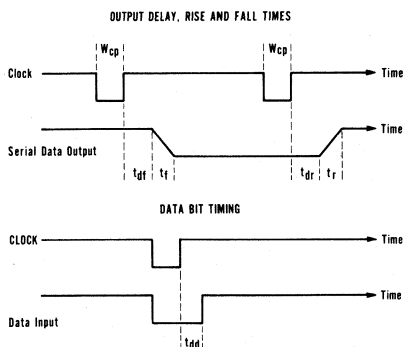 OUTPUT DELAY, RISE AND FALL TIMES
Wcp Wcp
Clock Time
Time
Serial Data Output
tdf tf tdr tr
DATA BIT TIMING
CLOCK Time
Time
Data Input
tdd